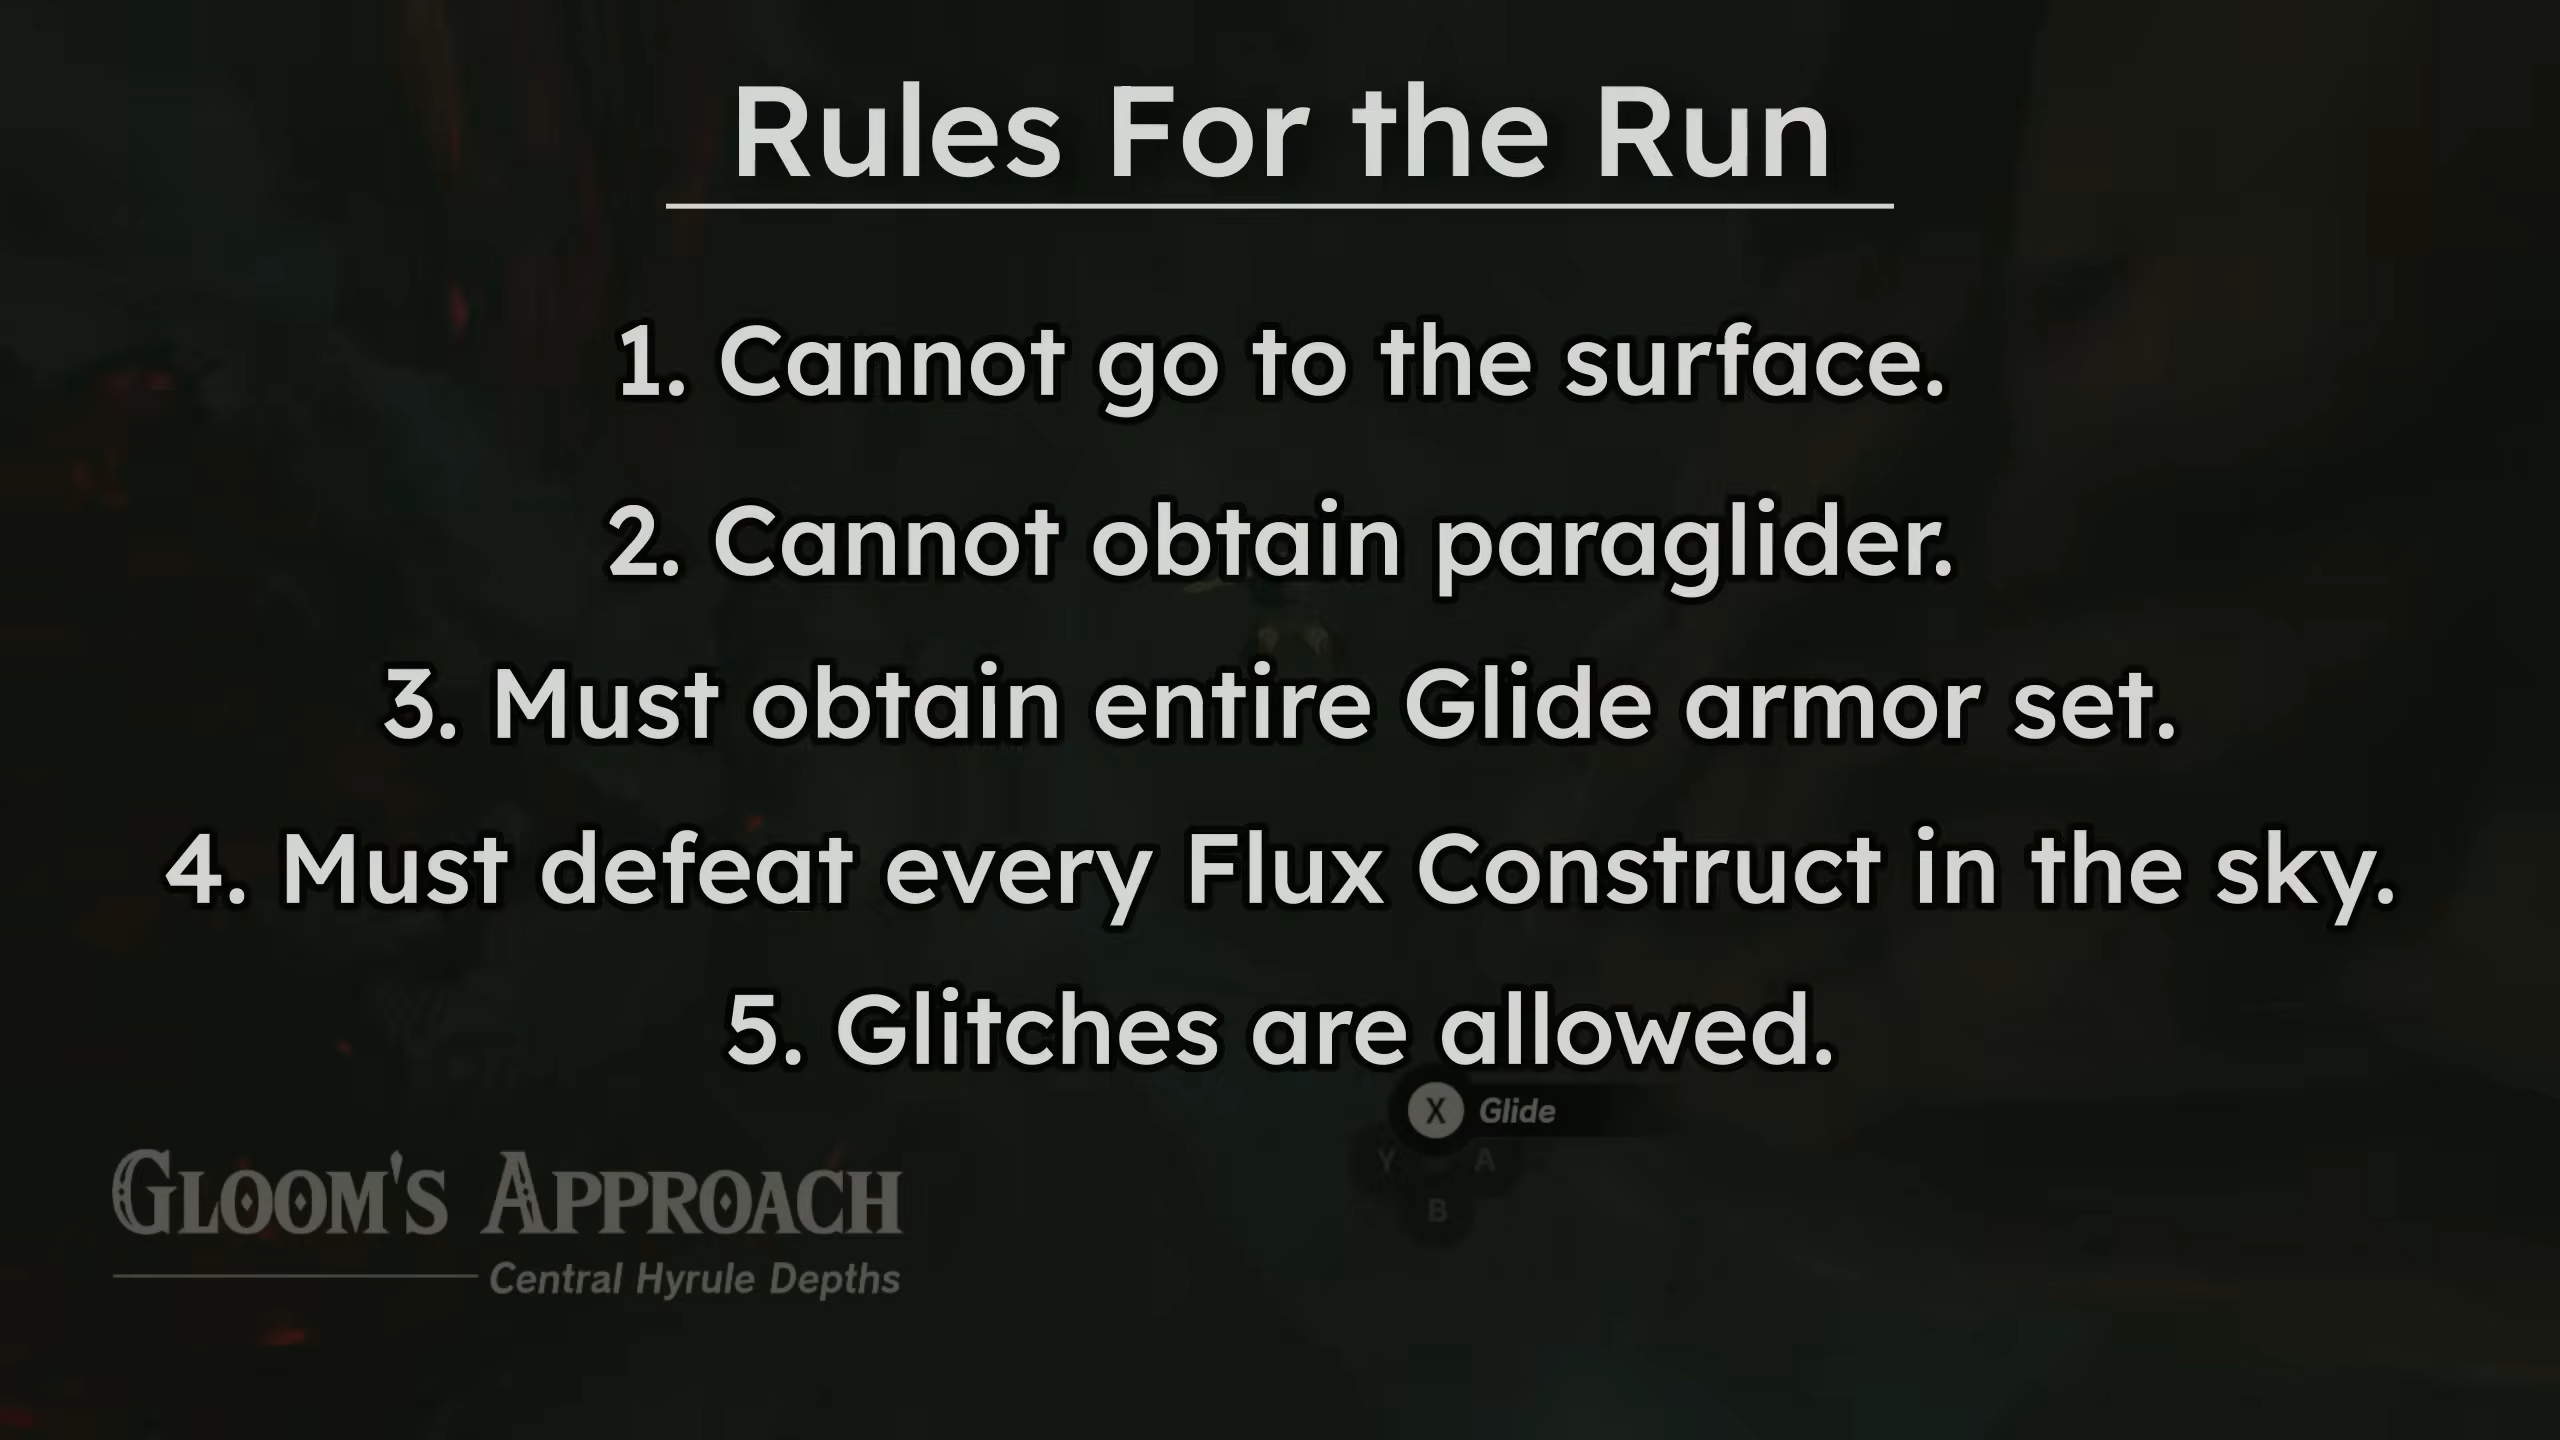 Rules For the Run
1. Cannot go to the surface.
2. Cannot obtain paraglider.
3. Must obtain entire Glide armor set.
4. Must defeat every Flux Construct in the sky.
5. Glitches are allowed.
X Glide
Y A
B
GLOOM'S APPROACH
Central Hyrule Depths